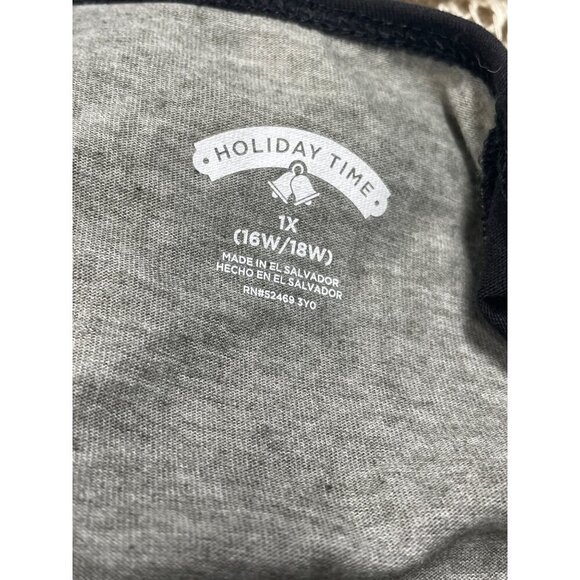 HOLIDAY TIME
1X
(16W/18W)
MADE IN EL SALVADOR
HECHO EN EL SALVADOR
RN#52469 3Y0